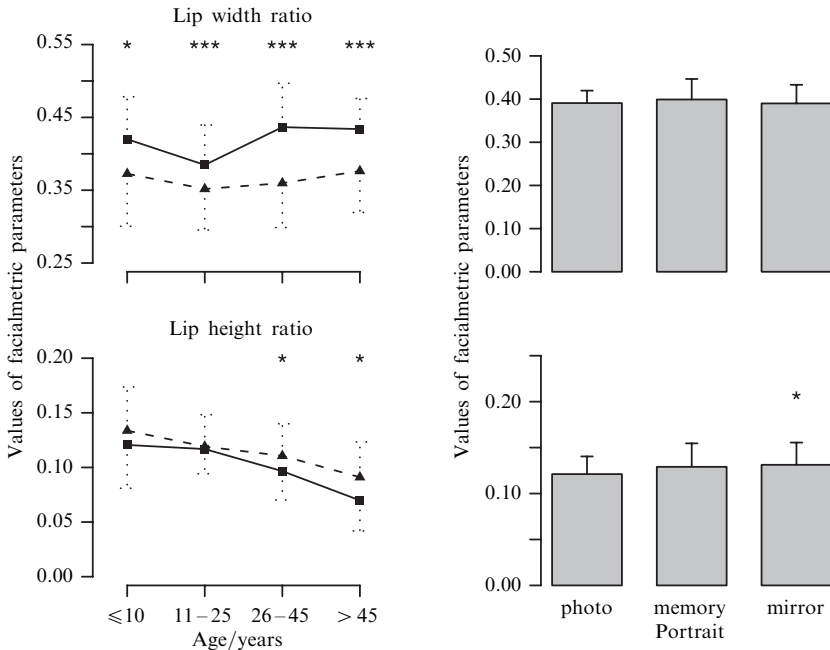 Lip width ratio
* *** *** ***
0.55
0.45
0.35
0.25
Values of facialmetric parameters
Lip height ratio
* *
0.20
0.15
0.10
0.05
0.00
⩽10 11–25 26–45 >45
Age/years
0.50
0.40
0.30
0.20
0.10
0.00
Values of facialmetric parameters
*
0.20
0.10
0.00
photo memory mirror
Portrait